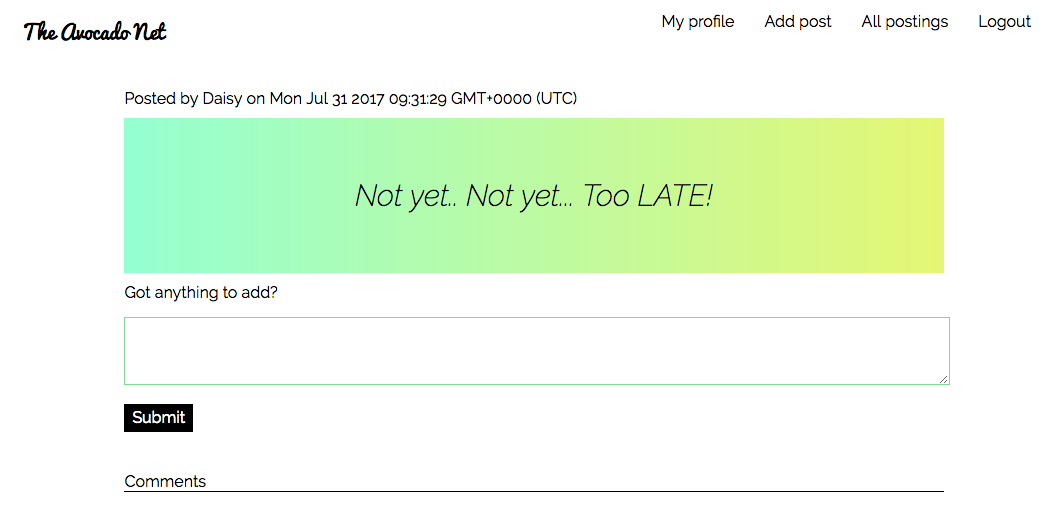 The Avocado Net
My profile Add post All postings Logout
Posted by Daisy on Mon Jul 31 2017 09:31:29 GMT+0000 (UTC)
Not yet.. Not yet... Too LATE!
Got anything to add?
Submit
Comments